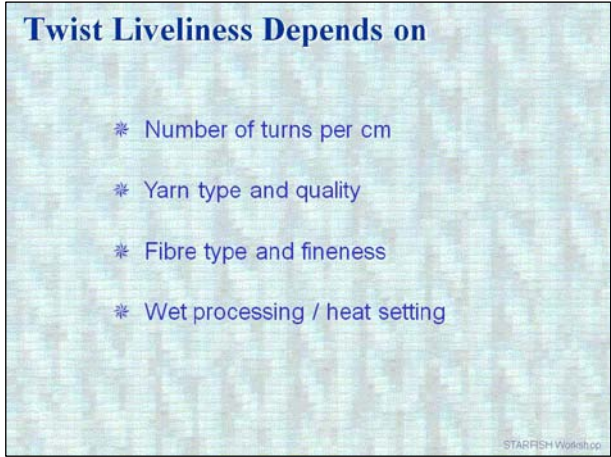 Twist Liveliness Depends on
Number of turns per cm
Yarn type and quality
Fibre type and fineness
Wet processing / heat setting
STARFISH Workshop